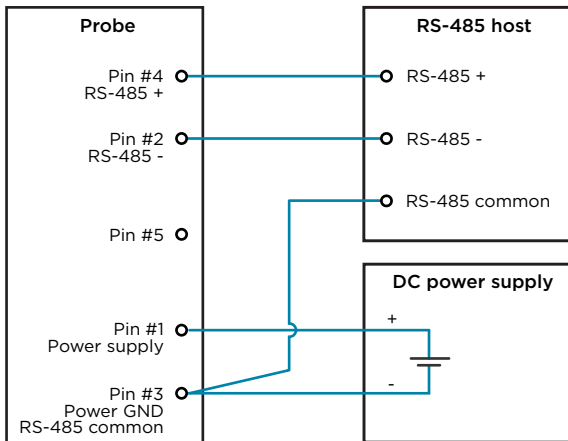 Probe
Pin #4
RS-485 +
Pin #2
RS-485 -
Pin #5
Pin #1
Power supply
Pin #3
Power GND
RS-485 common
RS-485 host
RS-485 +
RS-485 -
RS-485 common
DC power supply
+
-